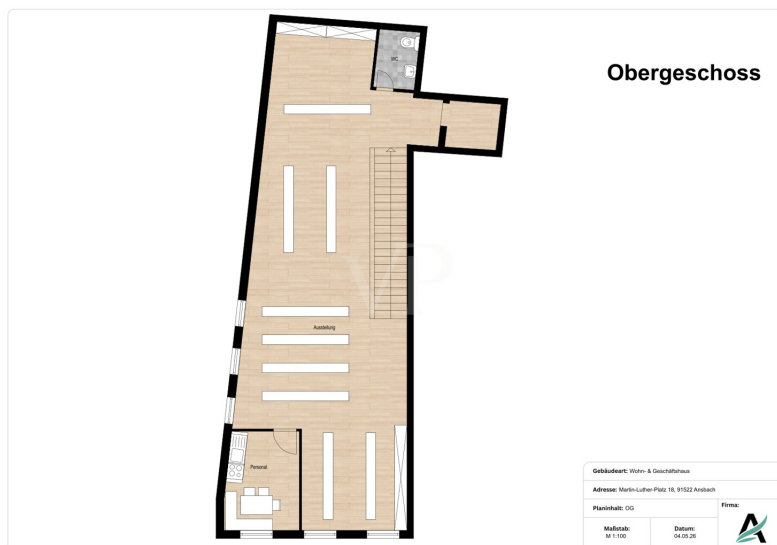 Obergeschoss
WC
Ausstellung
Personal
VP
Gebäudeart: Wohn- & Geschäftshaus
Adresse: Martin-Luther-Platz 18, 91522 Ansbach
Planinhalt: OG
Firma:
Maßstab:
M 1:100
Datum:
04.05.26